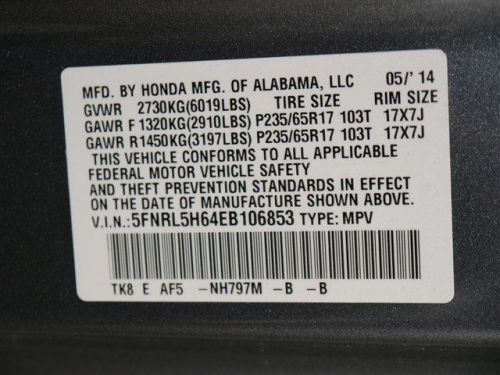 MFD. BY HONDA MFG. OF ALABAMA, LLC 05/'14
GVWR 2730KG(6019LBS) TIRE SIZE RIM SIZE
GAWR F 1320KG(2910LBS) P235/65R17 103T 17X7J
GAWR R1450KG(3197LBS) P235/65R17 103T 17X7J
THIS VEHICLE CONFORMS TO ALL APPLICABLE
FEDERAL MOTOR VEHICLE SAFETY
AND THEFT PREVENTION STANDARDS IN EFFECT
ON THE DATE OF MANUFACTURE SHOWN ABOVE.
V.I.N.:5FNRL5H64EB106853 TYPE: MPV
TK8 E AF5 -NH797M -B -B